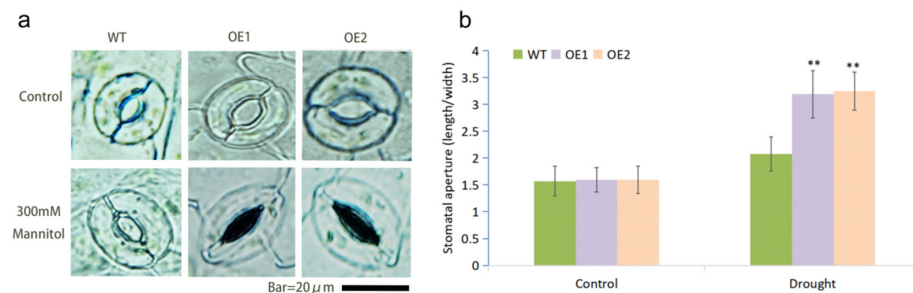 a
WT OE1 OE2
Control
300mM
Mannitol
Bar=20μm
b
Stomatal aperture (length/width)
4
3.5
3
2.5
2
1.5
1
0.5
0
WT OE1 OE2
** **
Control Drought